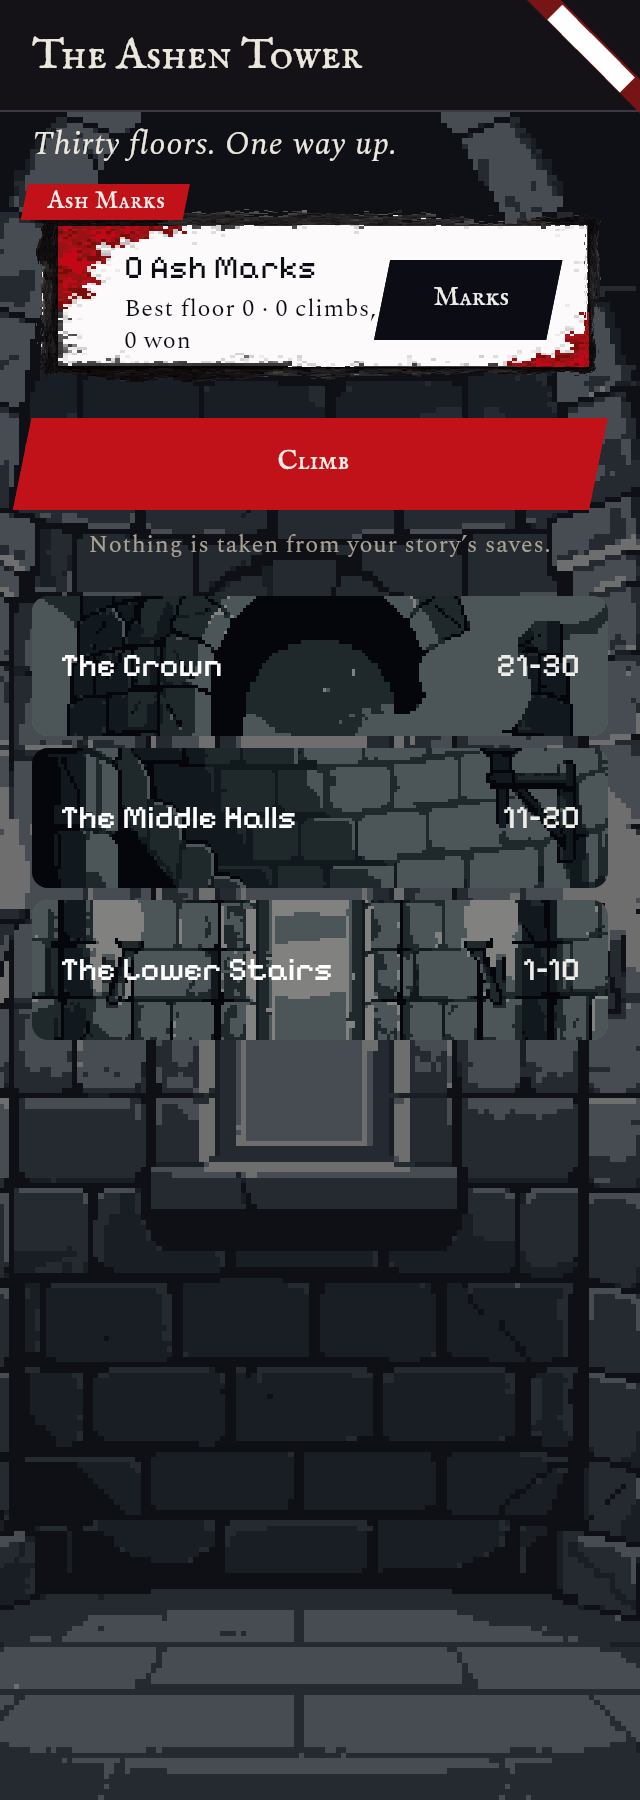 The Ashen Tower
Thirty floors. One way up.
Ash Marks
0 Ash Marks
Best floor 0 · 0 climbs,
0 won
Marks
Climb
Nothing is taken from your story's saves.
The Crown
21-30
The Middle Halls
11-20
The Lower Stairs
1-10